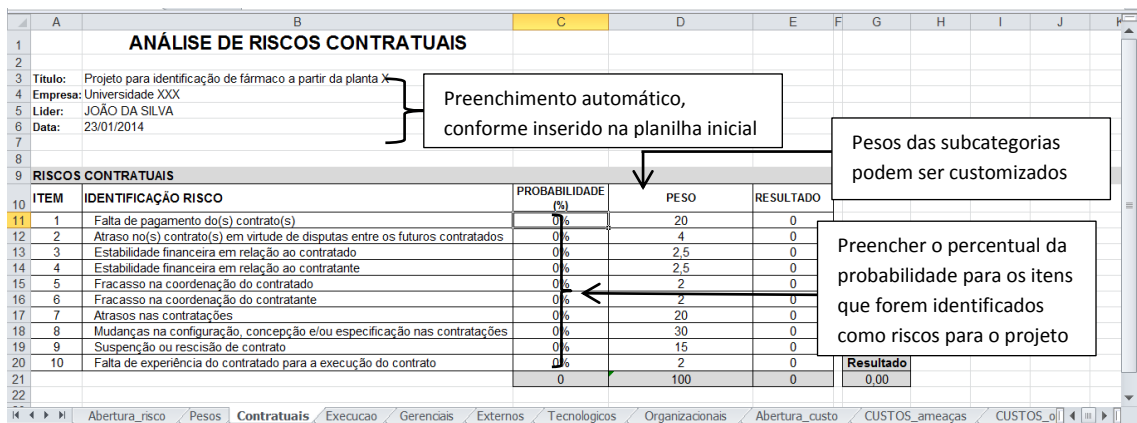 A B C D E F G H I J K
1 ANÁLISE DE RISCOS CONTRATUAIS
2
3 Título: Projeto para identificação de fármaco a partir da planta X
4 Empresa: Universidade XXX
5 Lider: JOÃO DA SILVA
6 Data: 23/01/2014
7
8
Preenchimento automático,
conforme inserido na planilha inicial
Pesos das subcategorias
podem ser customizados
9 RISCOS CONTRATUAIS
10 ITEM IDENTIFICAÇÃO RISCO PROBABILIDADE (%) PESO RESULTADO
11 1 Falta de pagamento do(s) contrato(s) 0% 20 0
12 2 Atraso no(s) contrato(s) em virtude de disputas entre os futuros contratados 0% 4 0
13 3 Estabilidade financeira em relação ao contratado 0% 2,5 0
14 4 Estabilidade financeira em relação ao contratante 0% 2,5 0
15 5 Fracasso na coordenação do contratado 0% 2 0
16 6 Fracasso na coordenação do contratante 0% 2 0
17 7 Atrasos nas contratações 0% 20 0
18 8 Mudanças na configuração, concepção e/ou especificação nas contratações 0% 30 0
19 9 Suspenção ou rescisão de contrato 0% 15 0
20 10 Falta de experiência do contratado para a execução do contrato 0% 2 0 Resultado
21 0 100 0 0,00
22
Preencher o percentual da
probabilidade para os itens
que forem identificados
como riscos para o projeto
Abertura_risco Pesos Contratuais Execucao Gerenciais Externos Tecnologicos Organizacionais Abertura_custo CUSTOS_ameaças CUSTOS_o